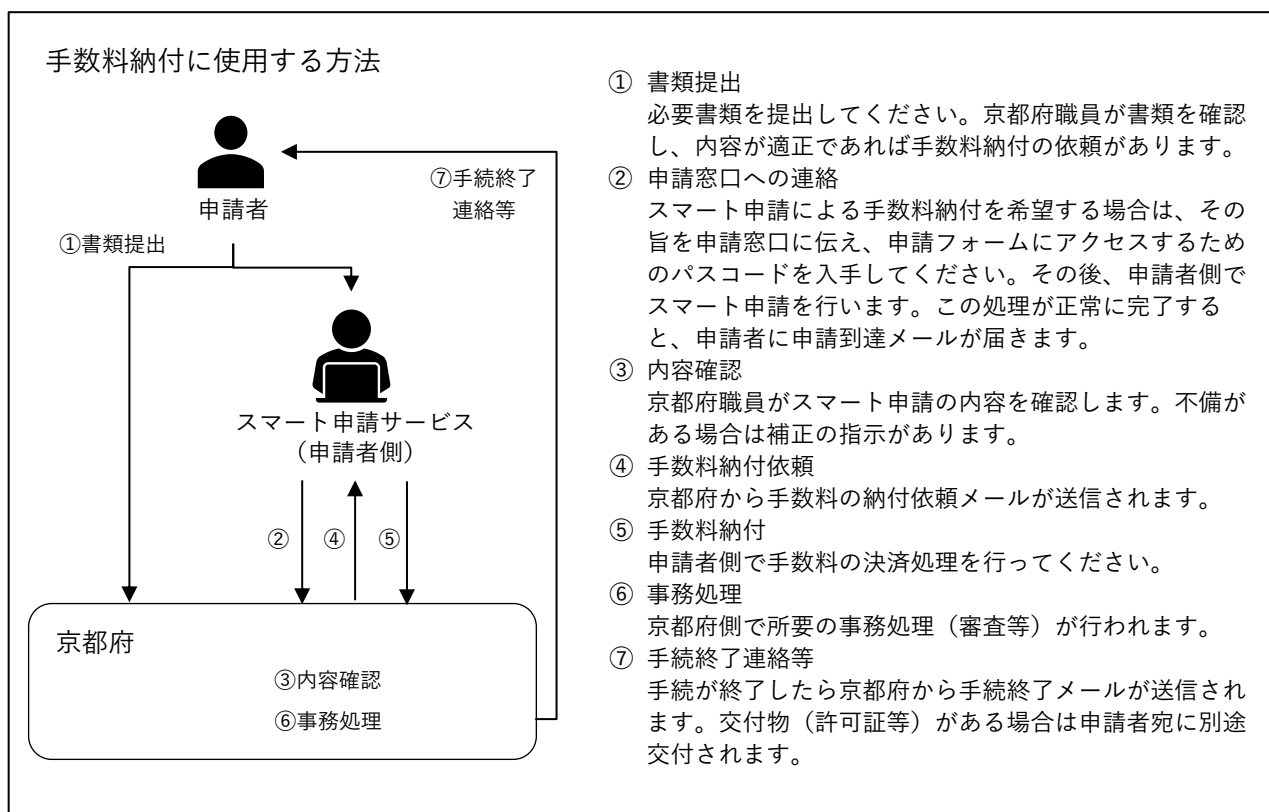 手数料納付に使用する方法
申請者
⑦手続終了
連絡等
①書類提出
スマート申請サービス
（申請者側）
②
④
⑤
京都府
③内容確認
⑥事務処理
① 書類提出
必要書類を提出してください。京都府職員が書類を確認
し、内容が適正であれば手数料納付の依頼があります。
② 申請窓口への連絡
スマート申請による手数料納付を希望する場合は、その
旨を申請窓口に伝え、申請フォームにアクセスするため
のパスコードを入手してください。その後、申請者側で
スマート申請を行います。この処理が正常に完了する
と、申請者に申請到達メールが届きます。
③ 内容確認
京都府職員がスマート申請の内容を確認します。不備が
ある場合は補正の指示があります。
④ 手数料納付依頼
京都府から手数料の納付依頼メールが送信されます。
⑤ 手数料納付
申請者側で手数料の決済処理を行ってください。
⑥ 事務処理
京都府側で所要の事務処理（審査等）が行われます。
⑦ 手続終了連絡等
手続が終了したら京都府から手続終了メールが送信され
ます。交付物（許可証等）がある場合は申請者宛に別途
交付されます。